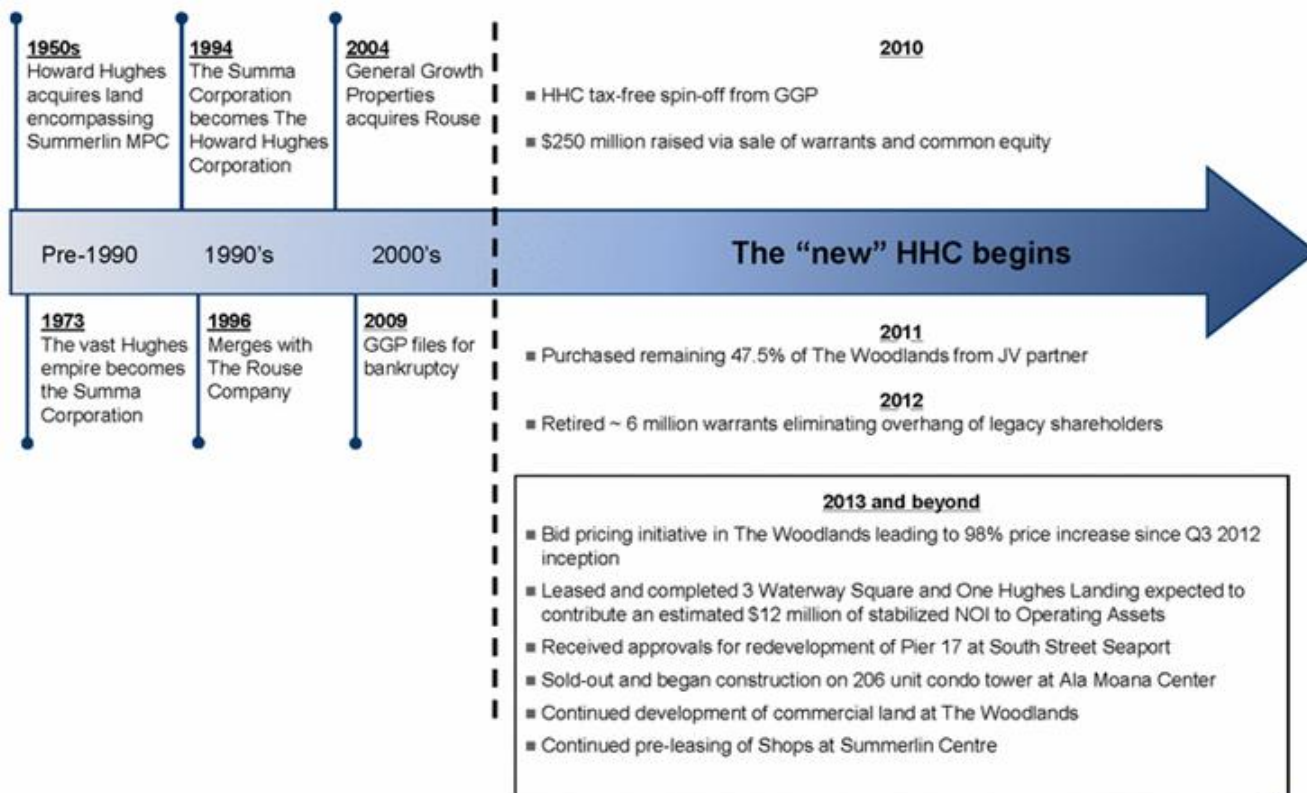 1950s
Howard Hughes
acquires land
encompassing
Summerlin MPC
1994
The Summa
Corporation
becomes The
Howard Hughes
Corporation
2004
General Growth
Properties
acquires Rouse
2010
■ HHC tax-free spin-off from GGP
■ $250 million raised via sale of warrants and common equity
Pre-1990
1990's
2000's
The “new” HHC begins
1973
The vast Hughes
empire becomes
the Summa
Corporation
1996
Merges with
The Rouse
Company
2009
GGP files for
bankruptcy
2011
■ Purchased remaining 47.5% of The Woodlands from JV partner
2012
■ Retired ~ 6 million warrants eliminating overhang of legacy shareholders
2013 and beyond
■ Bid pricing initiative in The Woodlands leading to 98% price increase since Q3 2012
inception
■ Leased and completed 3 Waterway Square and One Hughes Landing expected to
contribute an estimated $12 million of stabilized NOI to Operating Assets
■ Received approvals for redevelopment of Pier 17 at South Street Seaport
■ Sold-out and began construction on 206 unit condo tower at Ala Moana Center
■ Continued development of commercial land at The Woodlands
■ Continued pre-leasing of Shops at Summerlin Centre